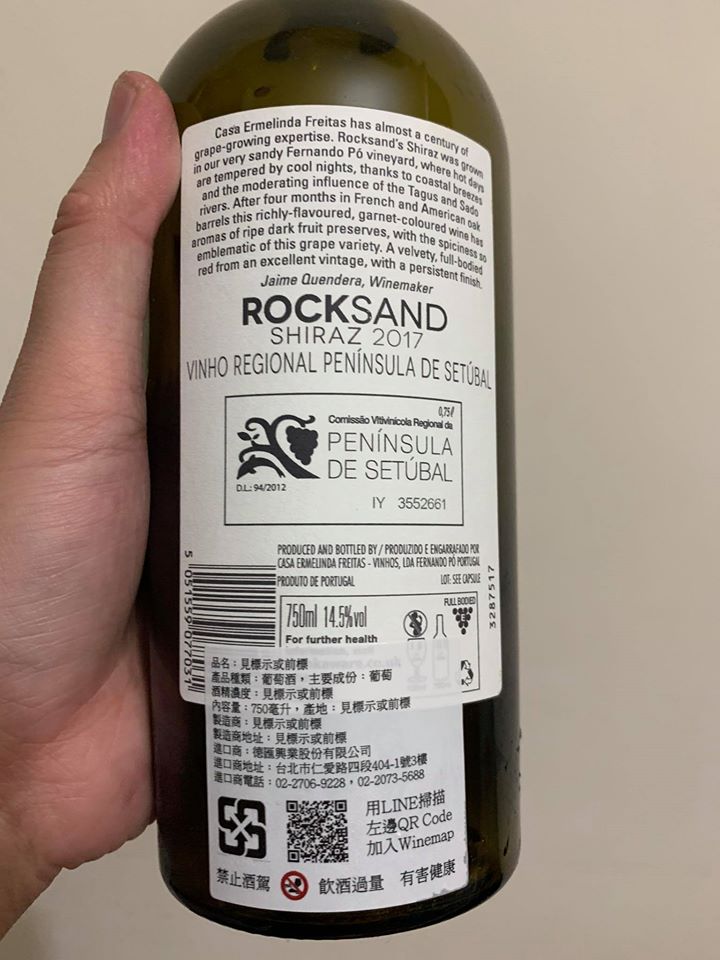 Casa Ermelinda Freitas has almost a century of
grape-growing expertise. Rocksand's Shiraz was grown
in our very sandy Fernando Pó vineyard, where hot days
are tempered by cool nights, thanks to coastal breezes
and the moderating influence of the Tagus and Sado
rivers. After four months in French and American oak
barrels this richly-flavoured, garnet-coloured wine has
aromas of ripe dark fruit preserves, with the spiciness so
emblematic of this grape variety. A velvety, full-bodied
red from an excellent vintage, with a persistent finish.
Jaime Quendera, Winemaker
ROCKSAND
SHIRAZ 2017
VINHO REGIONAL PENÍNSULA DE SETÚBAL
0,75ℓ
Comissão Vitivinícola Regional da
PENÍNSULA
DE SETÚBAL
D.L.: 94/2012
IY 3552661
PRODUCED AND BOTTLED BY / PRODUZIDO E ENGARRAFADO POR
CASA ERMELINDA FREITAS - VINHOS, LDA FERNANDO PÓ PORTUGAL
PRODUTO DE PORTUGAL LOT: SEE CAPSULE
5 051559 077031
3287517
750ml 14.5%vol
FULL BODIED
For further health
品名：見標示或前標
產品種類：葡萄酒，主要成份：葡萄
酒精濃度：見標示或前標
內容量：750毫升，產地：見標示或前標
製造商：見標示或前標
製造商地址：見標示或前標
進口商：德匯興業股份有限公司
進口商地址：台北市仁愛路四段404-1號3樓
進口商電話：02-2706-9228，02-2073-5688
用LINE掃描
左邊QR Code
加入Winemap
禁止酒駕 飲酒過量 有害健康